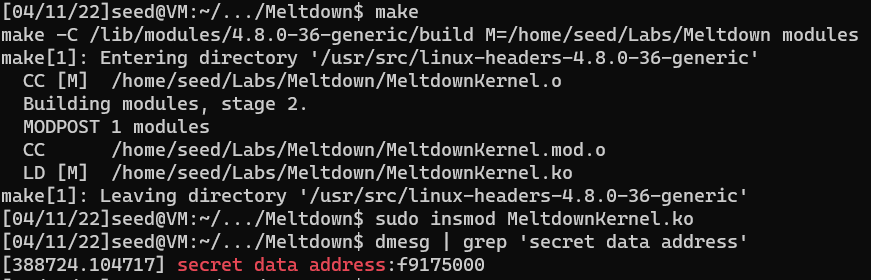 [04/11/22]seed@VM:~/.../Meltdown$ make
make -C /lib/modules/4.8.0-36-generic/build M=/home/seed/Labs/Meltdown modules
make[1]: Entering directory '/usr/src/linux-headers-4.8.0-36-generic'
  CC [M]  /home/seed/Labs/Meltdown/MeltdownKernel.o
  Building modules, stage 2.
  MODPOST 1 modules
  CC      /home/seed/Labs/Meltdown/MeltdownKernel.mod.o
  LD [M]  /home/seed/Labs/Meltdown/MeltdownKernel.ko
make[1]: Leaving directory '/usr/src/linux-headers-4.8.0-36-generic'
[04/11/22]seed@VM:~/.../Meltdown$ sudo insmod MeltdownKernel.ko
[04/11/22]seed@VM:~/.../Meltdown$ dmesg | grep 'secret data address'
[388724.104717] secret data address:f9175000